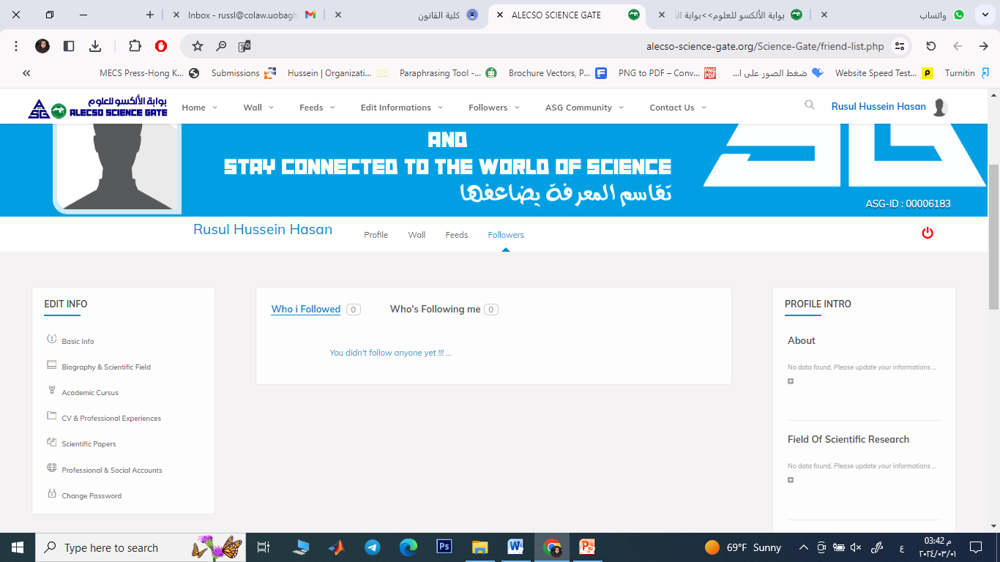 Inbox - russl@colaw.uobagh
كلية القانون
ALECSO SCIENCE GATE
بوابة الألكسو للعلوم>>بوابة الأ
واتساب
alecso-science-gate.org/Science-Gate/friend-list.php
MECS Press-Hong K...
Submissions
Hussein | Organizati...
Paraphrasing Tool -...
Brochure Vectors, P...
PNG to PDF – Conv...
ضغط الصور على ا...
Website Speed Test...
Turnitin
بوابة الألكسو للعلوم
ALECSO SCIENCE GATE
Home
Wall
Feeds
Edit Informations
Followers
ASG Community
Contact Us
Rusul Hussein Hasan
AND
STAY CONNECTED TO THE WORLD OF SCIENCE
تقاسم المعرفة يضاعفها
ASG-ID : 00006183
Rusul Hussein Hasan
Profile
Wall
Feeds
Followers
EDIT INFO
Basic Info
Biography & Scientific Field
Academic Cursus
CV & Professional Experiences
Scientific Papers
Professional & Social Accounts
Change Password
Who i Followed 0
Who's Following me 0
You didn't follow anyone yet !!! ...
PROFILE INTRO
About
No data found, Please update your informations ...
Field Of Scientific Research
No data found, Please update your informations ...
Type here to search
69°F Sunny
ع
03:42 م
٢٠٢٤/٠٣/٠١